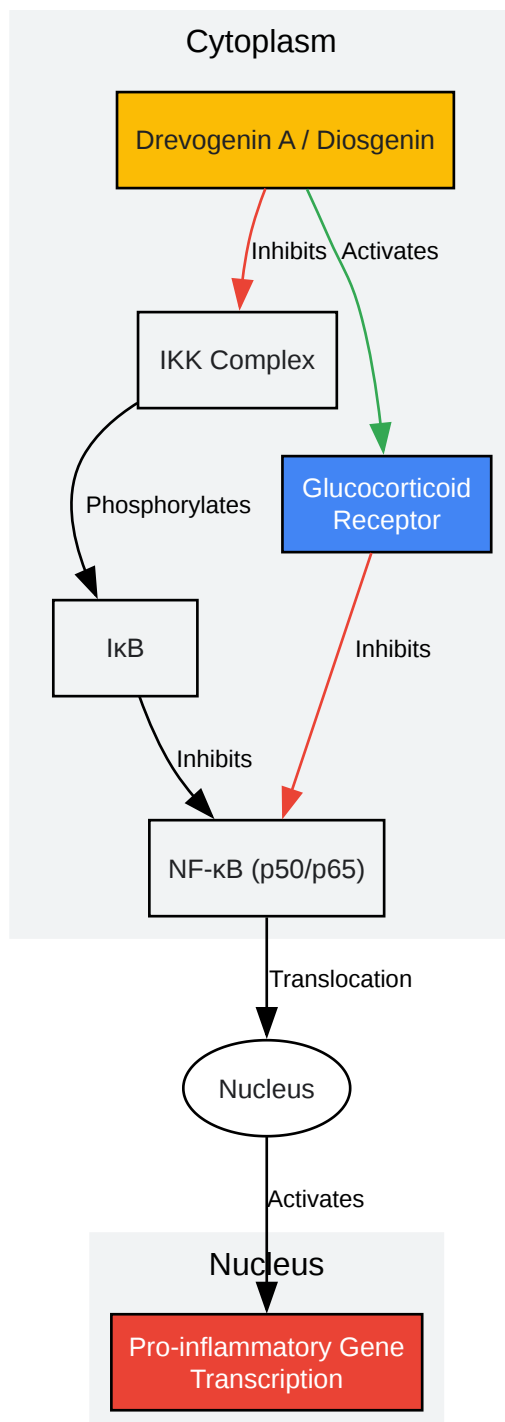 Cytoplasm
Drevogenin A / Diosgenin
Inhibits
Activates
IKK Complex
Glucocorticoid
Receptor
Phosphorylates
IκB
Inhibits
Inhibits
NF-κB (p50/p65)
Translocation
Nucleus
Activates
Nucleus
Pro-inflammatory Gene
Transcription